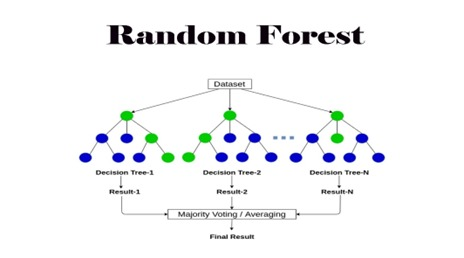 Random Forest
Dataset
Decision Tree-1 Decision Tree-2 Decision Tree-N
Result-1 Result-2 Result-N
Majority Voting / Averaging
Final Result